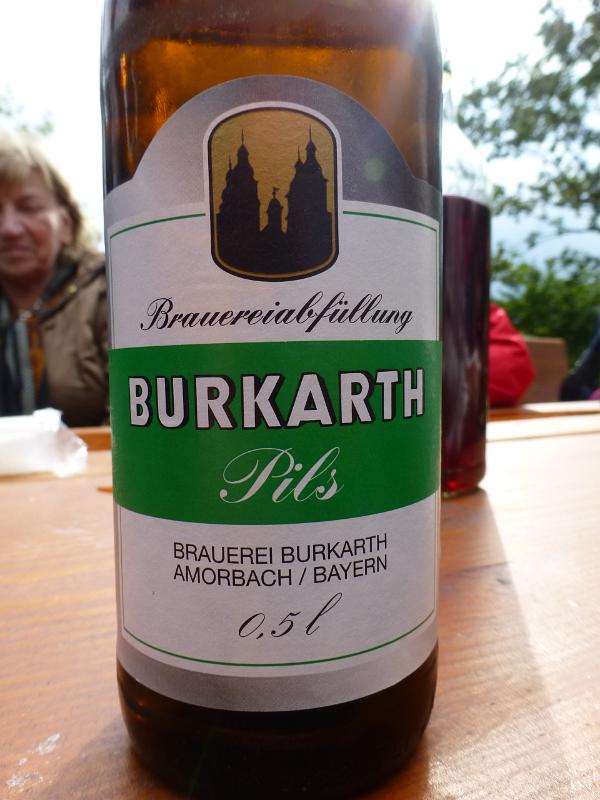 Brauereiabfüllung
BURKARTH
Pils
BRAUEREI BURKARTH
AMORBACH / BAYERN
0,5 l